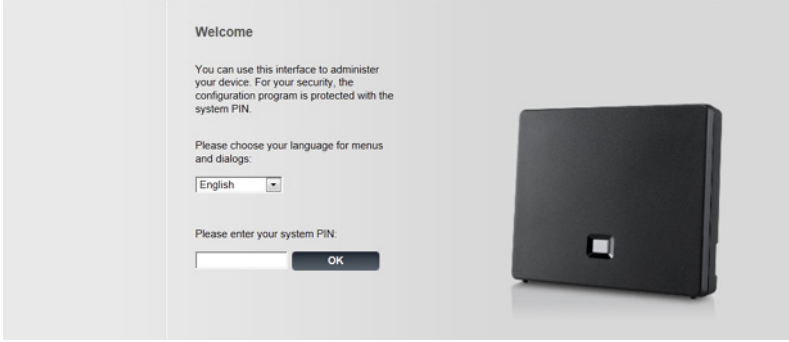 Welcome
You can use this interface to administer
your device. For your security, the
configuration program is protected with the
system PIN.
Please choose your language for menus
and dialogs:
English
Please enter your system PIN:
OK